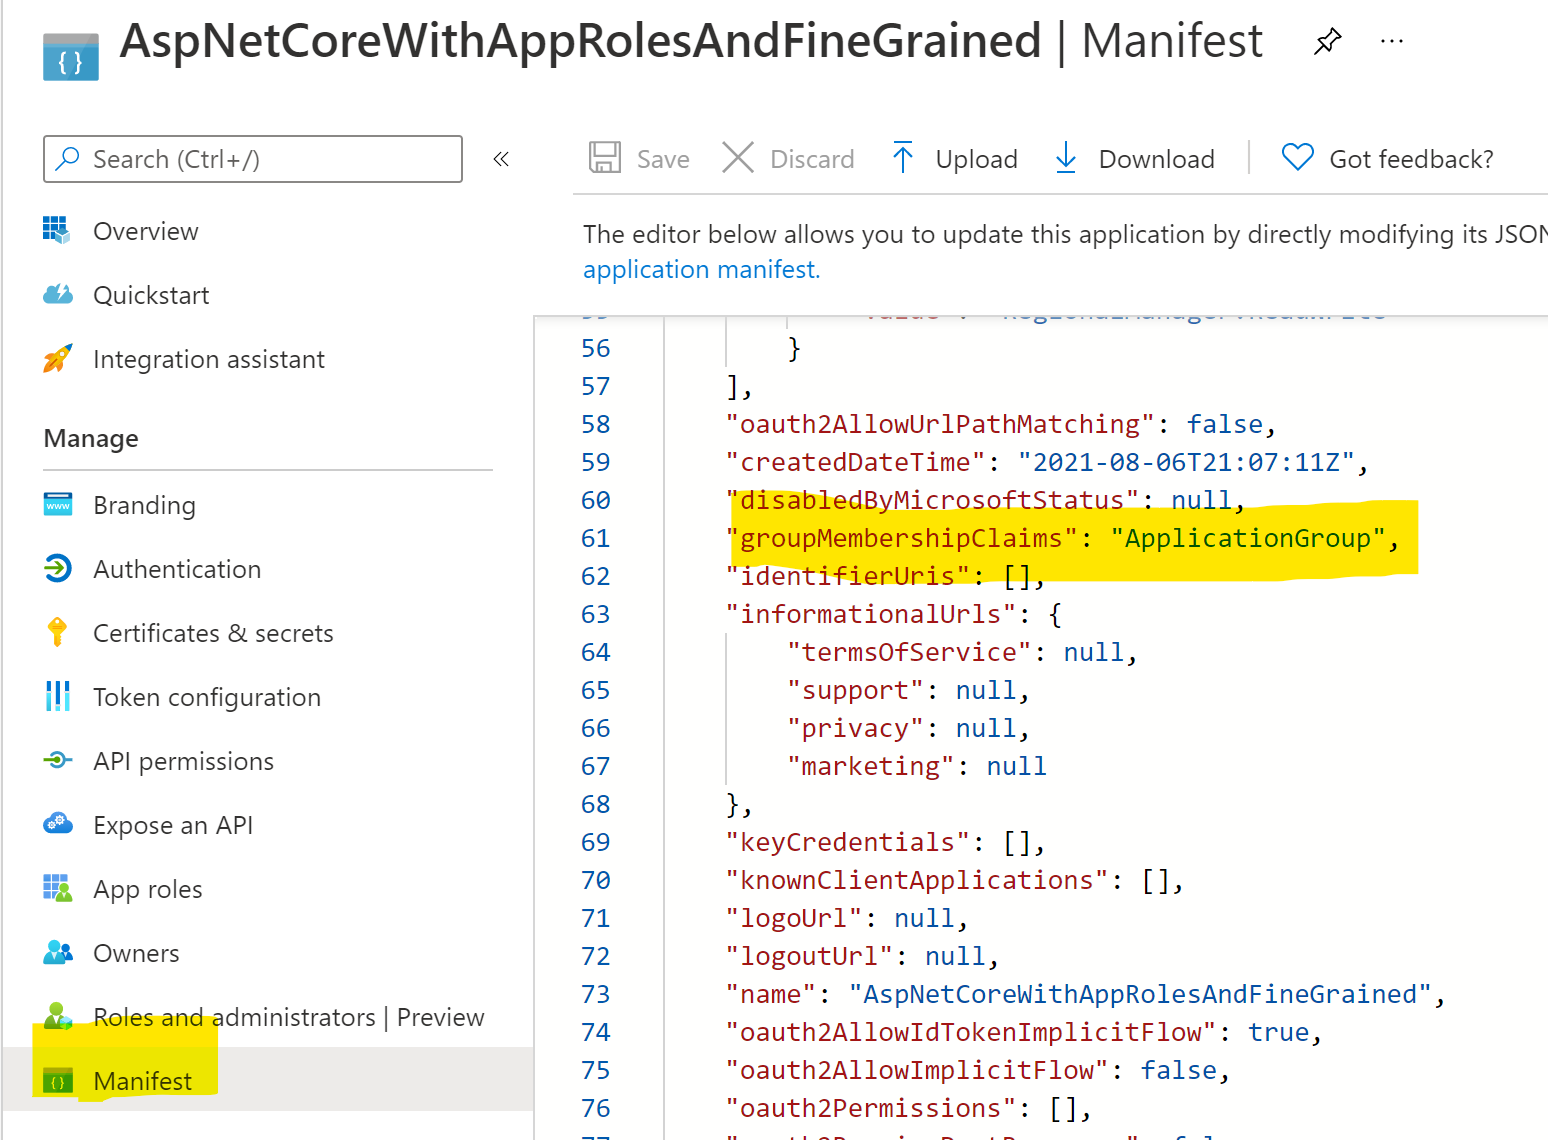 AspNetCoreWithAppRolesAndFineGrained | Manifest
Search (Ctrl+/)
Overview
Quickstart
Integration assistant
Manage
Branding
Authentication
Certificates & secrets
Token configuration
API permissions
Expose an API
App roles
Owners
Roles and administrators | Preview
Manifest
Save Discard Upload Download Got feedback?
The editor below allows you to update this application by directly modifying its JSON
application manifest.
56 }
57 ],
58 "oauth2AllowUrlPathMatching": false,
59 "createdDateTime": "2021-08-06T21:07:11Z",
60 "disabledByMicrosoftStatus": null,
61 "groupMembershipClaims": "ApplicationGroup",
62 "identifierUris": [],
63 "informationalUrls": {
64 "termsOfService": null,
65 "support": null,
66 "privacy": null,
67 "marketing": null
68 },
69 "keyCredentials": [],
70 "knownClientApplications": [],
71 "logoUrl": null,
72 "logoutUrl": null,
73 "name": "AspNetCoreWithAppRolesAndFineGrained",
74 "oauth2AllowIdTokenImplicitFlow": true,
75 "oauth2AllowImplicitFlow": false,
76 "oauth2Permissions": [],